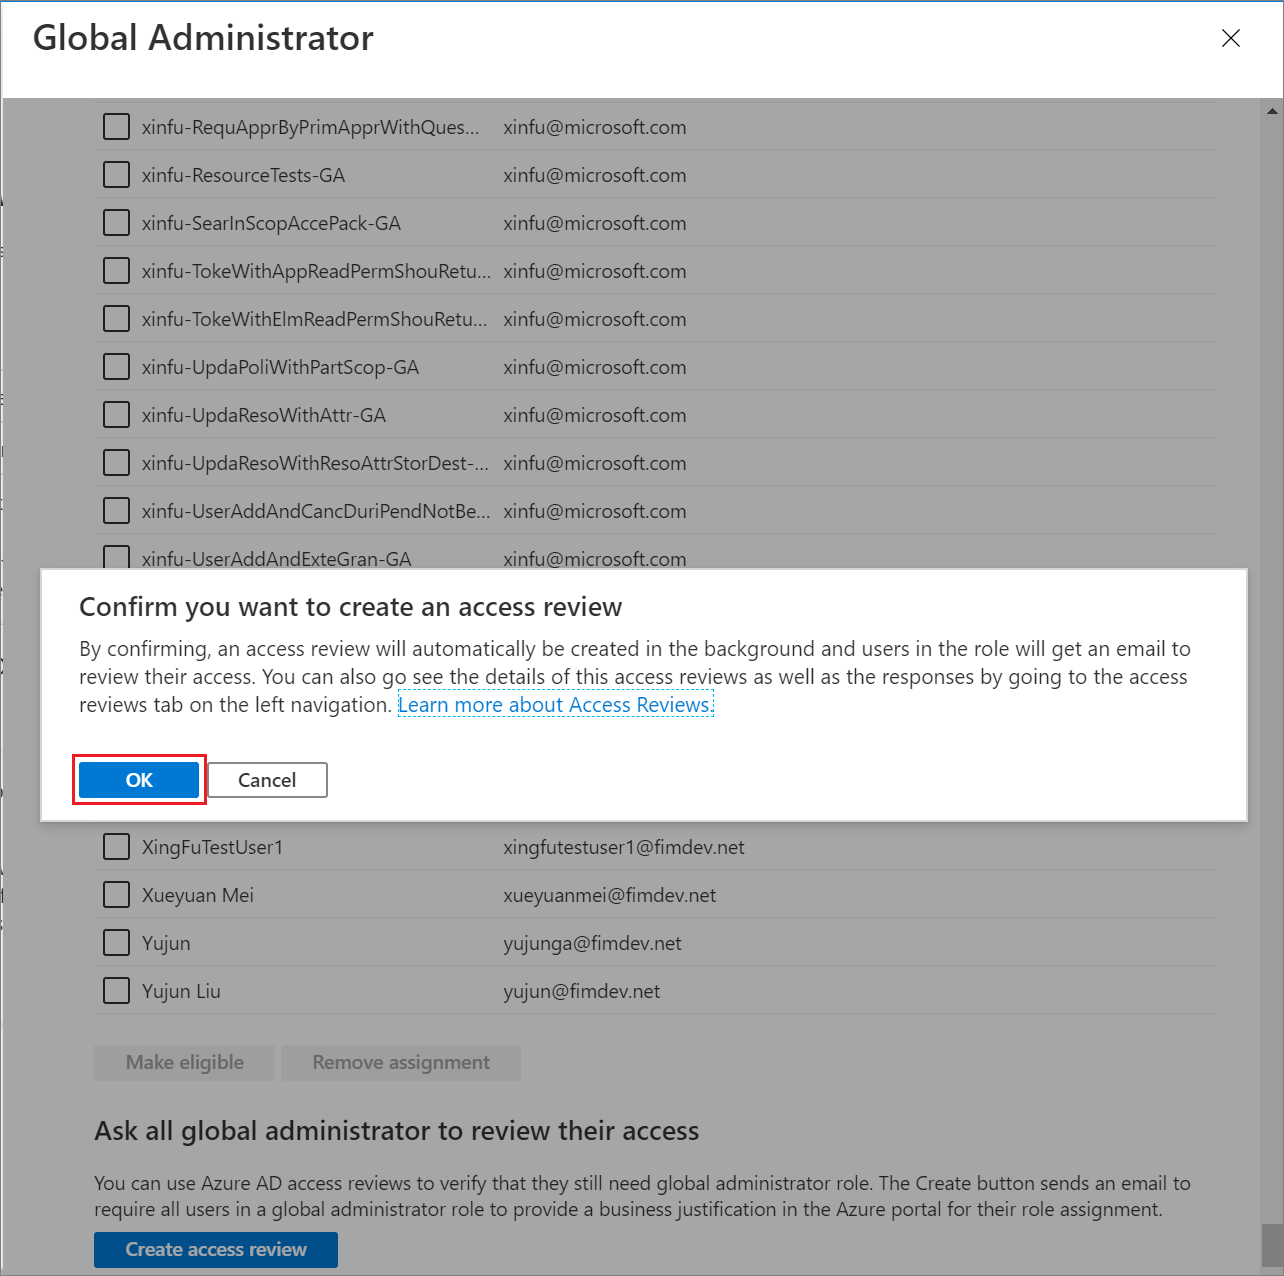 Global Administrator
xinfu-RequApprByPrimApprWithQues... xinfu@microsoft.com
xinfu-ResourceTests-GA xinfu@microsoft.com
xinfu-SearInScopAccePack-GA xinfu@microsoft.com
xinfu-TokeWithAppReadPermShouRetu... xinfu@microsoft.com
xinfu-TokeWithElmReadPermShouRetu... xinfu@microsoft.com
xinfu-UpdaPoliWithPartScop-GA xinfu@microsoft.com
xinfu-UpdaResoWithAttr-GA xinfu@microsoft.com
xinfu-UpdaResoWithResoAttrStorDest-... xinfu@microsoft.com
xinfu-UserAddAndCancDuriPendNotBe... xinfu@microsoft.com
xinfu-UserAddAndExteGran-GA xinfu@microsoft.com
Confirm you want to create an access review
By confirming, an access review will automatically be created in the background and users in the role will get an email to
review their access. You can also go see the details of this access reviews as well as the responses by going to the access
reviews tab on the left navigation. Learn more about Access Reviews.
OK Cancel
XingFuTestUser1 xingfutestuser1@fimdev.net
Xueyuan Mei xueyuanmei@fimdev.net
Yujun yujunga@fimdev.net
Yujun Liu yujun@fimdev.net
Make eligible Remove assignment
Ask all global administrator to review their access
You can use Azure AD access reviews to verify that they still need global administrator role. The Create button sends an email to
require all users in a global administrator role to provide a business justification in the Azure portal for their role assignment.
Create access review